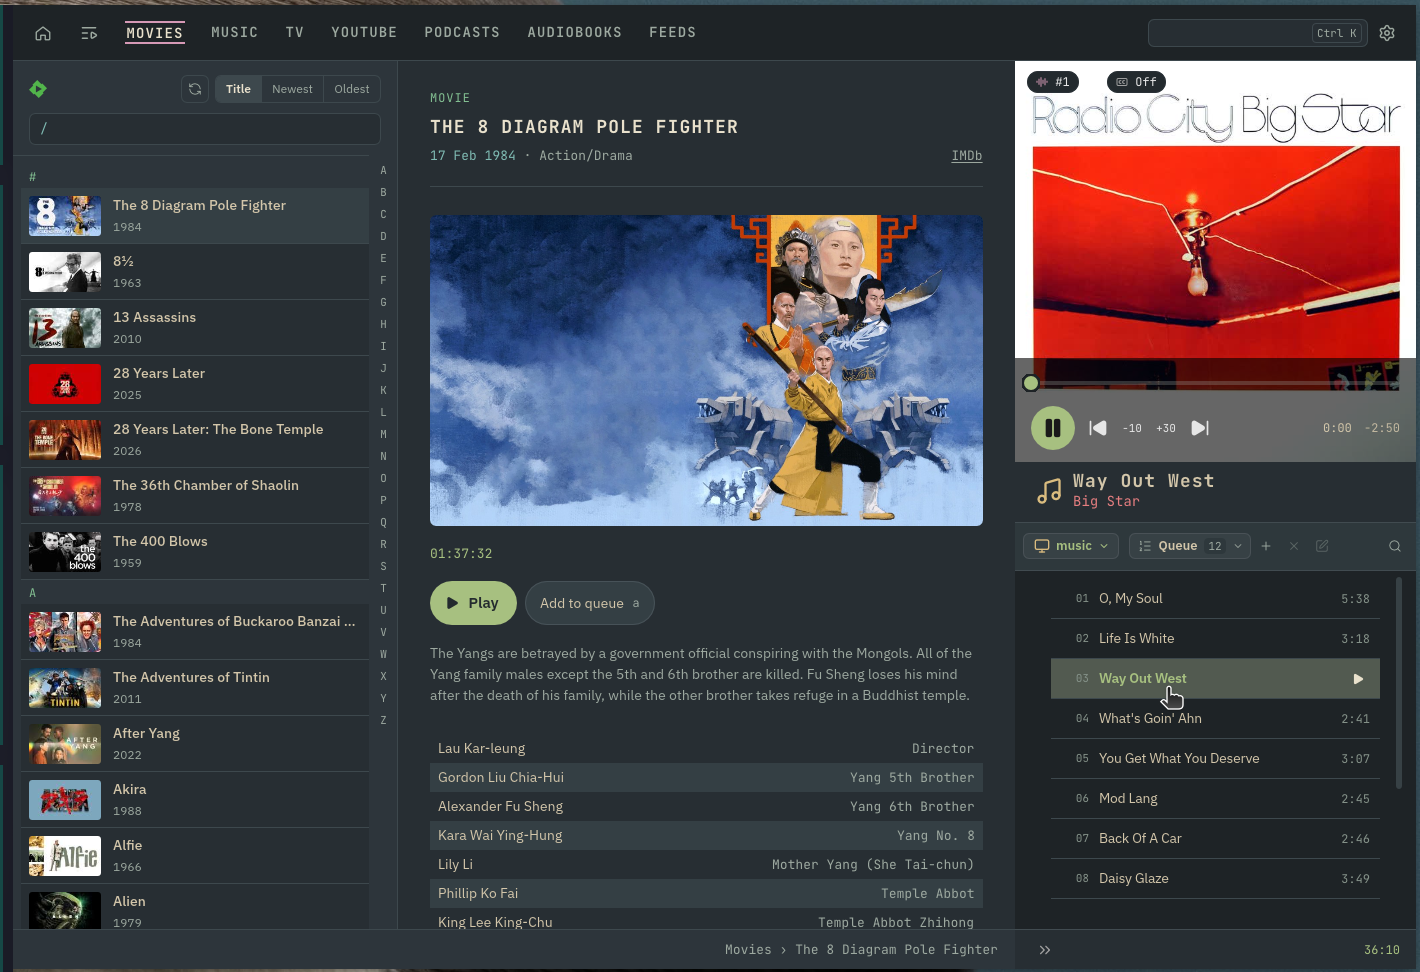 MOVIES MUSIC TV YOUTUBE PODCASTS AUDIOBOOKS FEEDS Ctrl K
Title Newest Oldest
/
#
The 8 Diagram Pole Fighter
1984
8½
1963
13 Assassins
2010
28 Years Later
2025
28 Years Later: The Bone Temple
2026
The 36th Chamber of Shaolin
1978
The 400 Blows
1959
A
The Adventures of Buckaroo Banzai ...
1984
The Adventures of Tintin
2011
After Yang
2022
Akira
1988
Alfie
1966
Alien
1979
A
B
C
D
E
F
G
H
I
J
K
L
M
N
O
P
Q
R
S
T
U
V
W
X
Y
Z
MOVIE
THE 8 DIAGRAM POLE FIGHTER
17 Feb 1984 · Action/Drama IMDb
01:37:32
Play Add to queue a
The Yangs are betrayed by a government official conspiring with the Mongols. All of the
Yang family males except the 5th and 6th brother are killed. Fu Sheng loses his mind
after the death of his family, while the other brother takes refuge in a Buddhist temple.
Lau Kar-leung Director
Gordon Liu Chia-Hui Yang 5th Brother
Alexander Fu Sheng Yang 6th Brother
Kara Wai Ying-Hung Yang No. 8
Lily Li Mother Yang (She Tai-chun)
Phillip Ko Fai Temple Abbot
King Lee King-Chu Temple Abbot Zhihong
Movies › The 8 Diagram Pole Fighter
#1 CC Off
Radio City Big Star
-10 +30 0:00 -2:50
Way Out West
Big Star
music Queue 12
01 O, My Soul 5:38
02 Life Is White 3:18
03 Way Out West
04 What's Goin' Ahn 2:41
05 You Get What You Deserve 3:07
06 Mod Lang 2:45
07 Back Of A Car 2:46
08 Daisy Glaze 3:49
36:10